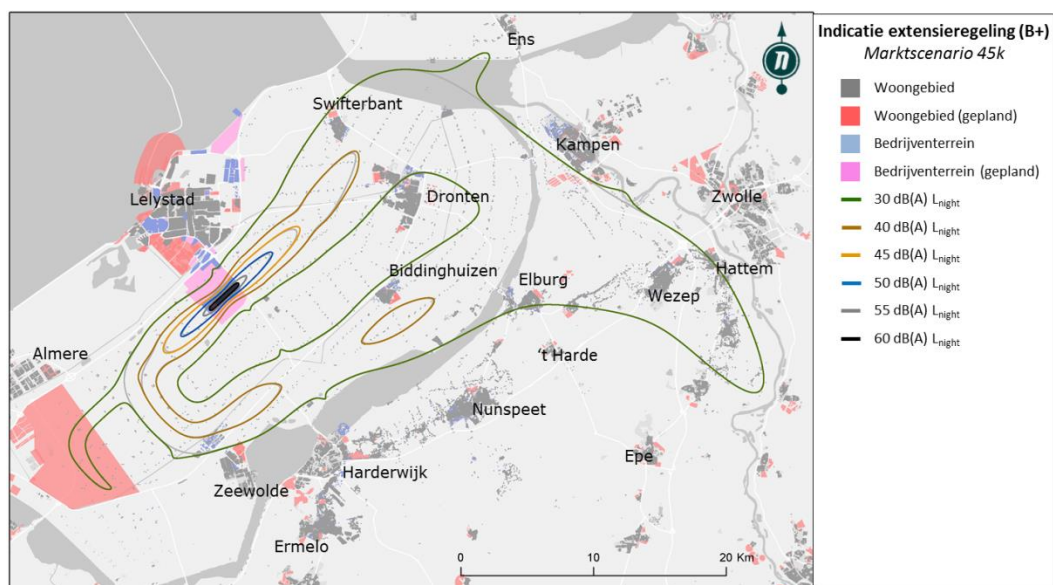 Ens
Swifterbant
Kampen
Lelystad
Dronten
Zwolle
Biddinghuizen
Elburg
Hattem
Wezep
Almere
't Harde
Nunspeet
Epe
Harderwijk
Zeewolde
Ermelo
0 10 20 Km
Indicatie extensieregeling (B+)
Marktscenario 45k
Woongebied
Woongebied (gepland)
Bedrijventerrein
Bedrijventerrein (gepland)
30 dB(A) Lnight
40 dB(A) Lnight
45 dB(A) Lnight
50 dB(A) Lnight
55 dB(A) Lnight
60 dB(A) Lnight